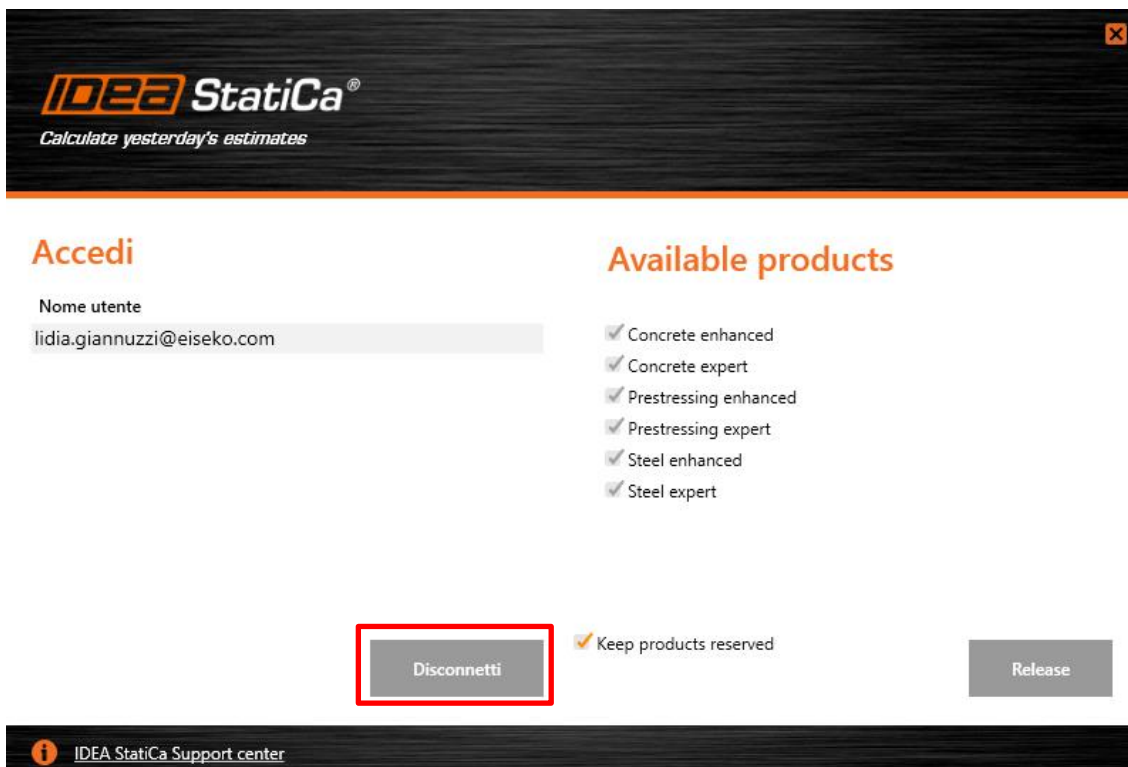 IDEA StatiCa®
Calculate yesterday's estimates
Accedi
Nome utente
lidia.giannuzzi@eiseko.com
Available products
Concrete enhanced
Concrete expert
Prestressing enhanced
Prestressing expert
Steel enhanced
Steel expert
Disconnetti
Keep products reserved
Release
i IDEA StatiCa Support center